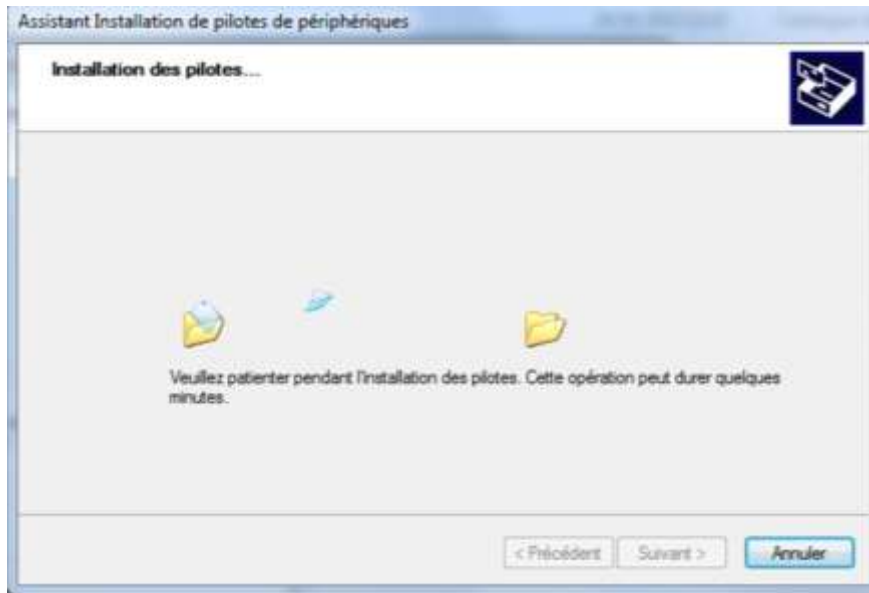 Assistant Installation de pilotes de périphériques
Installation des pilotes...
Veuillez patienter pendant l'installation des pilotes. Cette opération peut durer quelques
minutes.
< Précédent Suivant > Annuler